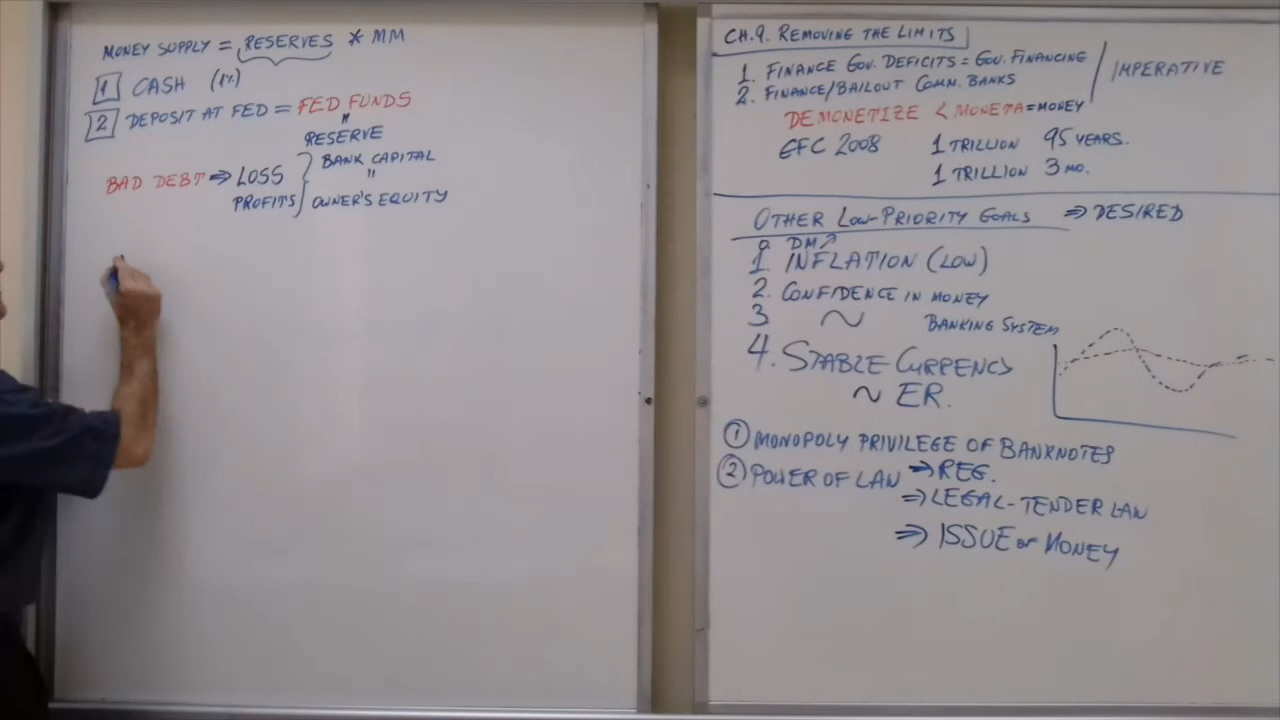 MONEY SUPPLY = RESERVES * MM
1 CASH (1%)
2 DEPOSIT AT FED = FED FUNDS
"
RESERVE
BAD DEBT ⇒ LOSS } BANK CAPITAL
"
PROFITS OWNER'S EQUITY
CH.9. REMOVING THE LIMITS
1. FINANCE GOV. DEFICITS = GOV. FINANCING / IMPERATIVE
2. FINANCE/BAILOUT COMM. BANKS
DEMONETIZE < MONETA = MONEY
GFC 2008 1 TRILLION 95 YEARS.
1 TRILLION 3 MO.
OTHER LOW-PRIORITY GOALS ⇒ DESIRED
0. DM↗
1. INFLATION (LOW)
2. CONFIDENCE IN MONEY
3 ~ BANKING SYSTEM
4. STABLE CURRENCY
~ ER.
① MONOPOLY PRIVILEGE OF BANKNOTES
② POWER OF LAW ⇒ REG.
⇒ LEGAL-TENDER LAW
⇒ ISSUE OF MONEY